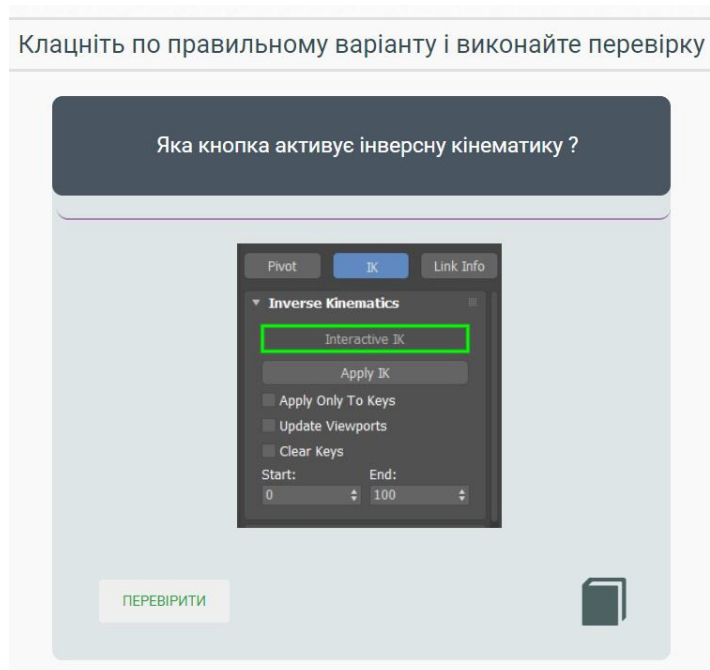 Клацніть по правильному варіанту і виконайте перевірку
Яка кнопка активує інверсну кінематику ?
Pivot IK Link Info
Inverse Kinematics
Interactive IK
Apply IK
Apply Only To Keys
Update Viewports
Clear Keys
Start: End:
0 100
ПЕРЕВІРИТИ